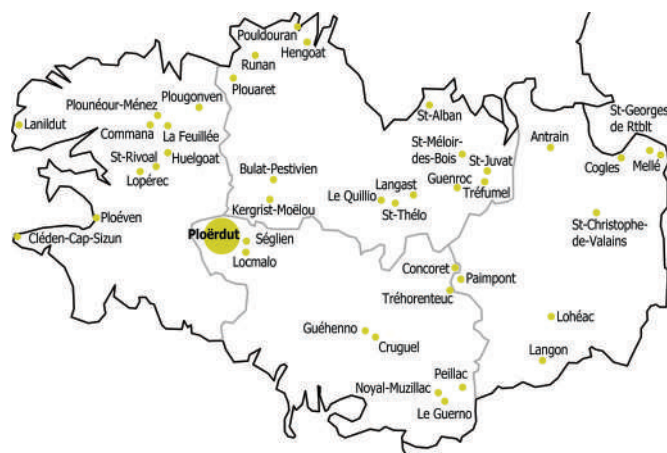 Pouldouran
Hengoat
Runan
Plouaret
Plougonven
Plounéour-Ménez
Lanildut
Commana
La Feuillée
St-Rivoal
Huelgoat
Lopérec
Bulat-Pestivien
Kergrist-Moëlou
St-Alban
St-Méloir-
des-Bois
St-Juvat
Guenroc
Tréfumel
Langast
Le Quillio
St-Thélo
Antrain
St-Georges
de Rtblt
Cogles
Mellé
St-Christophe-
de-Valains
Ploéven
Cléden-Cap-Sizun
Ploërdut
Séglien
Locmalo
Concoret
Paimpont
Tréhorenteuc
Guéhenno
Cruguel
Lohéac
Langon
Peillac
Noyal-Muzillac
Le Guerno